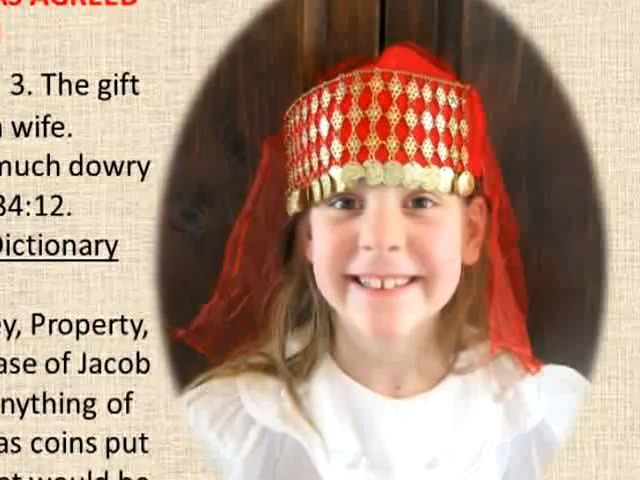 AS AGREED
3. The gift
wife.
much dowry
34:12.
Dictionary
Property,
ase of Jacob
nything of
as coins put